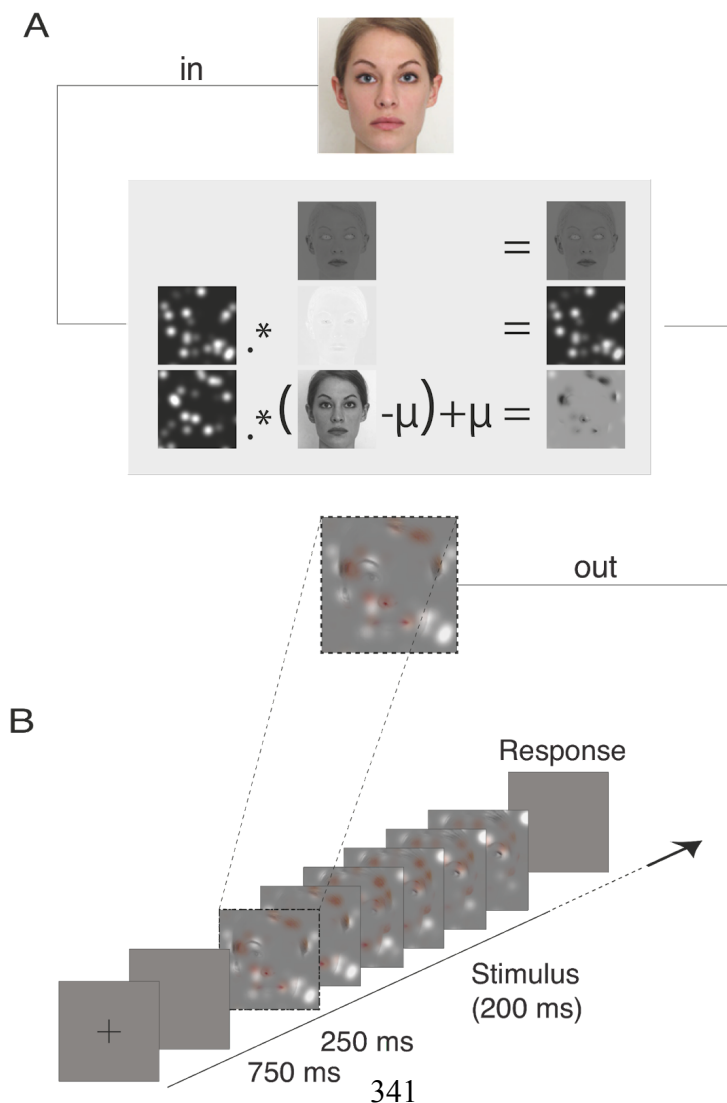 A
in
=
.* =
.*( -μ)+μ =
out
B
Response
Stimulus
(200 ms)
250 ms
750 ms
341